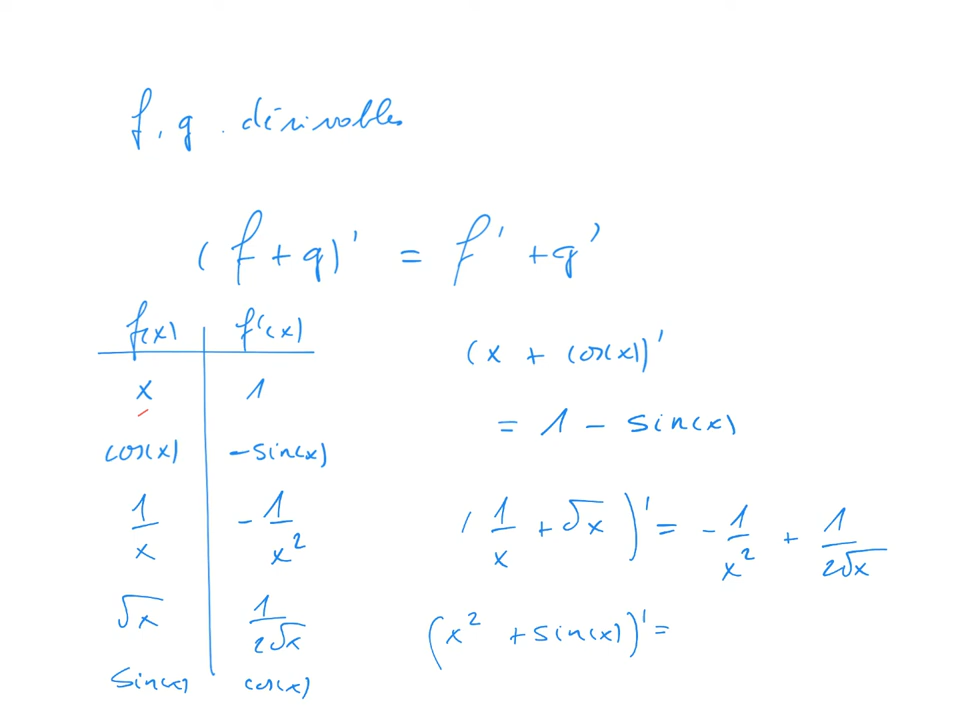 f, g dérivables
(f+g)' = f' + g'
f(x) | f'(x)
x | 1
cos(x) | -sin(x)
1/x | -1/x²
√x | 1/(2√x)
sin(x) | cos(x)
(x + cos(x))'
= 1 - sin(x)
(1/x + √x)' = -1/x² + 1/(2√x)
(x² + sin(x))' =